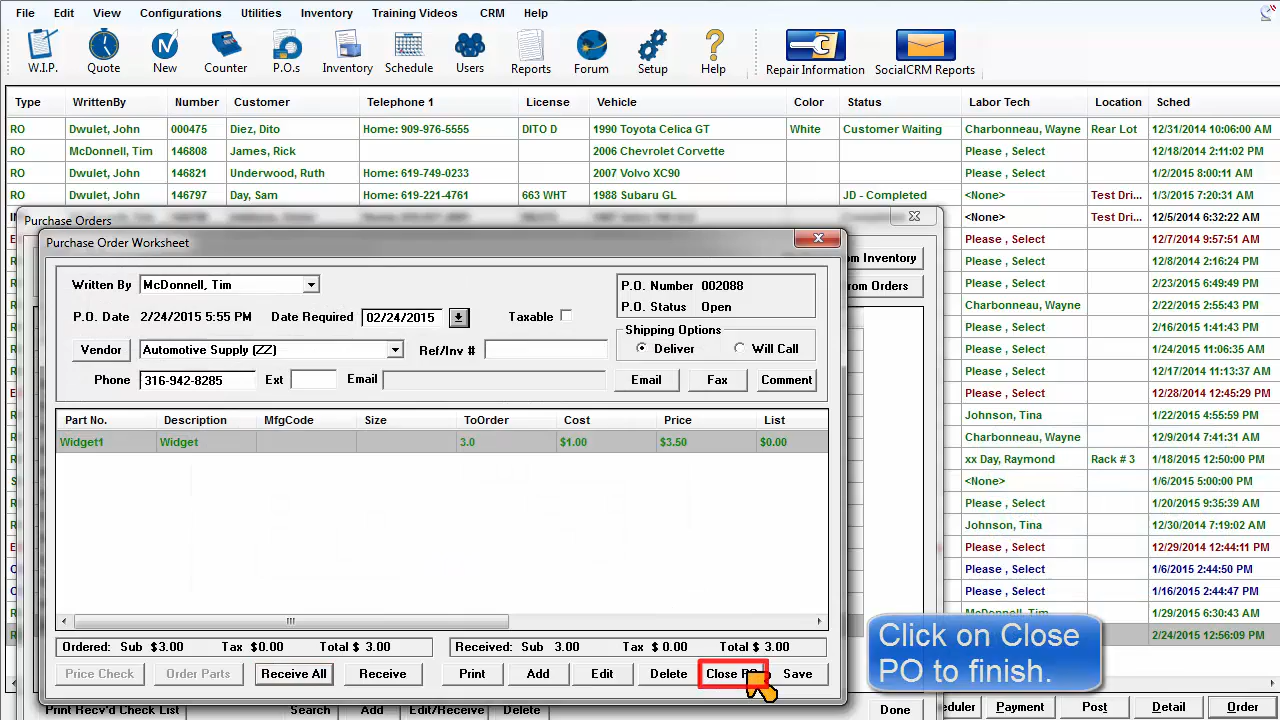 File Edit View Configurations Utilities Inventory Training Videos CRM Help
W.I.P. Quote New Counter P.O.s Inventory Schedule Users Reports Forum Setup Help Repair Information SocialCRM Reports
Type WrittenBy Number Customer Telephone 1 License Vehicle Color Status Labor Tech Location Sched
RO Dwulet, John 000475 Diez, Dito Home: 909-976-5555 DITO D 1990 Toyota Celica GT White Customer Waiting Charbonneau, Wayne Rear Lot 12/31/2014 10:06:00 AM
RO McDonnell, Tim 146808 James, Rick 2006 Chevrolet Corvette Please , Select 12/18/2014 2:11:02 PM
RO Dwulet, John 146821 Underwood, Ruth Home: 619-749-0233 2007 Volvo XC90 Please , Select 1/2/2015 8:00:11 AM
RO Dwulet, John 146797 Day, Sam Home: 619-221-4761 663 WHT 1988 Subaru GL JD - Completed <None> Test Dri... 1/3/2015 7:20:31 AM
<None> Test Dri... 12/5/2014 6:32:22 AM
Purchase Orders
Please , Select 12/7/2014 9:57:51 AM
Purchase Order Worksheet
om Inventory Please , Select 12/8/2014 2:16:24 PM
Written By McDonnell, Tim P.O. Number 002088 rom Orders Please , Select 2/23/2015 6:49:49 PM
P.O. Status Open Charbonneau, Wayne 2/22/2015 2:55:43 PM
P.O. Date 2/24/2015 5:55 PM Date Required 02/24/2015 Taxable
Shipping Options Please , Select 2/16/2015 1:41:43 PM
Vendor Automotive Supply (ZZ) Ref/Inv # Deliver Will Call Please , Select 1/24/2015 11:06:35 AM
Phone 316-942-8285 Ext Email Email Fax Comment Please , Select 12/17/2014 11:13:37 AM
Please , Select 12/28/2014 12:45:29 PM
Part No. Description MfgCode Size ToOrder Cost Price List Johnson, Tina 1/22/2015 4:55:59 PM
Widget1 Widget 3.0 $1.00 $3.50 $0.00 Charbonneau, Wayne 12/9/2014 7:41:31 AM
xx Day, Raymond Rack # 3 1/18/2015 12:50:00 PM
<None> 1/6/2015 5:00:00 PM
Please , Select 1/20/2015 9:35:39 AM
Johnson, Tina 12/30/2014 7:19:02 AM
Please , Select 12/29/2014 12:44:11 PM
Please , Select 1/6/2015 2:44:50 PM
Please , Select 1/16/2015 2:44:47 PM
McDonnell, Tim 1/29/2015 6:30:43 AM
2/24/2015 12:56:09 PM
Ordered: Sub $3.00 Tax $0.00 Total $ 3.00 Received: Sub 3.00 Tax $ 0.00 Total $ 3.00
Click on Close
PO to finish.
Price Check Order Parts Receive All Receive Print Add Edit Delete Close PO Save
Print Recv'd Check List Search Add Edit/Receive Delete Done eduler Payment Post Detail Order